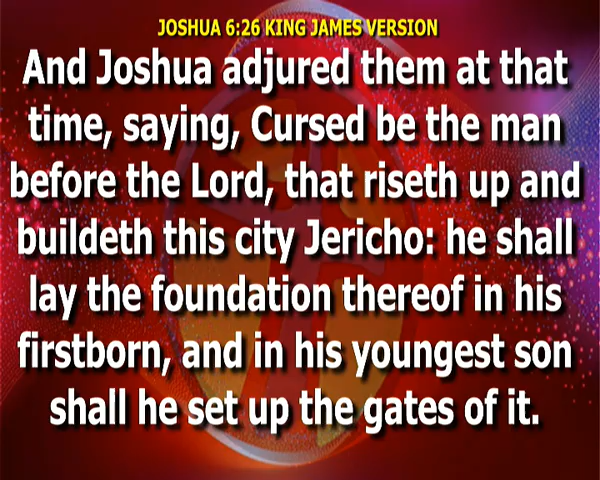 JOSHUA 6:26 KING JAMES VERSION
And Joshua adjured them at that
time, saying, Cursed be the man
before the Lord, that riseth up and
buildeth this city Jericho: he shall
lay the foundation thereof in his
firstborn, and in his youngest son
shall he set up the gates of it.